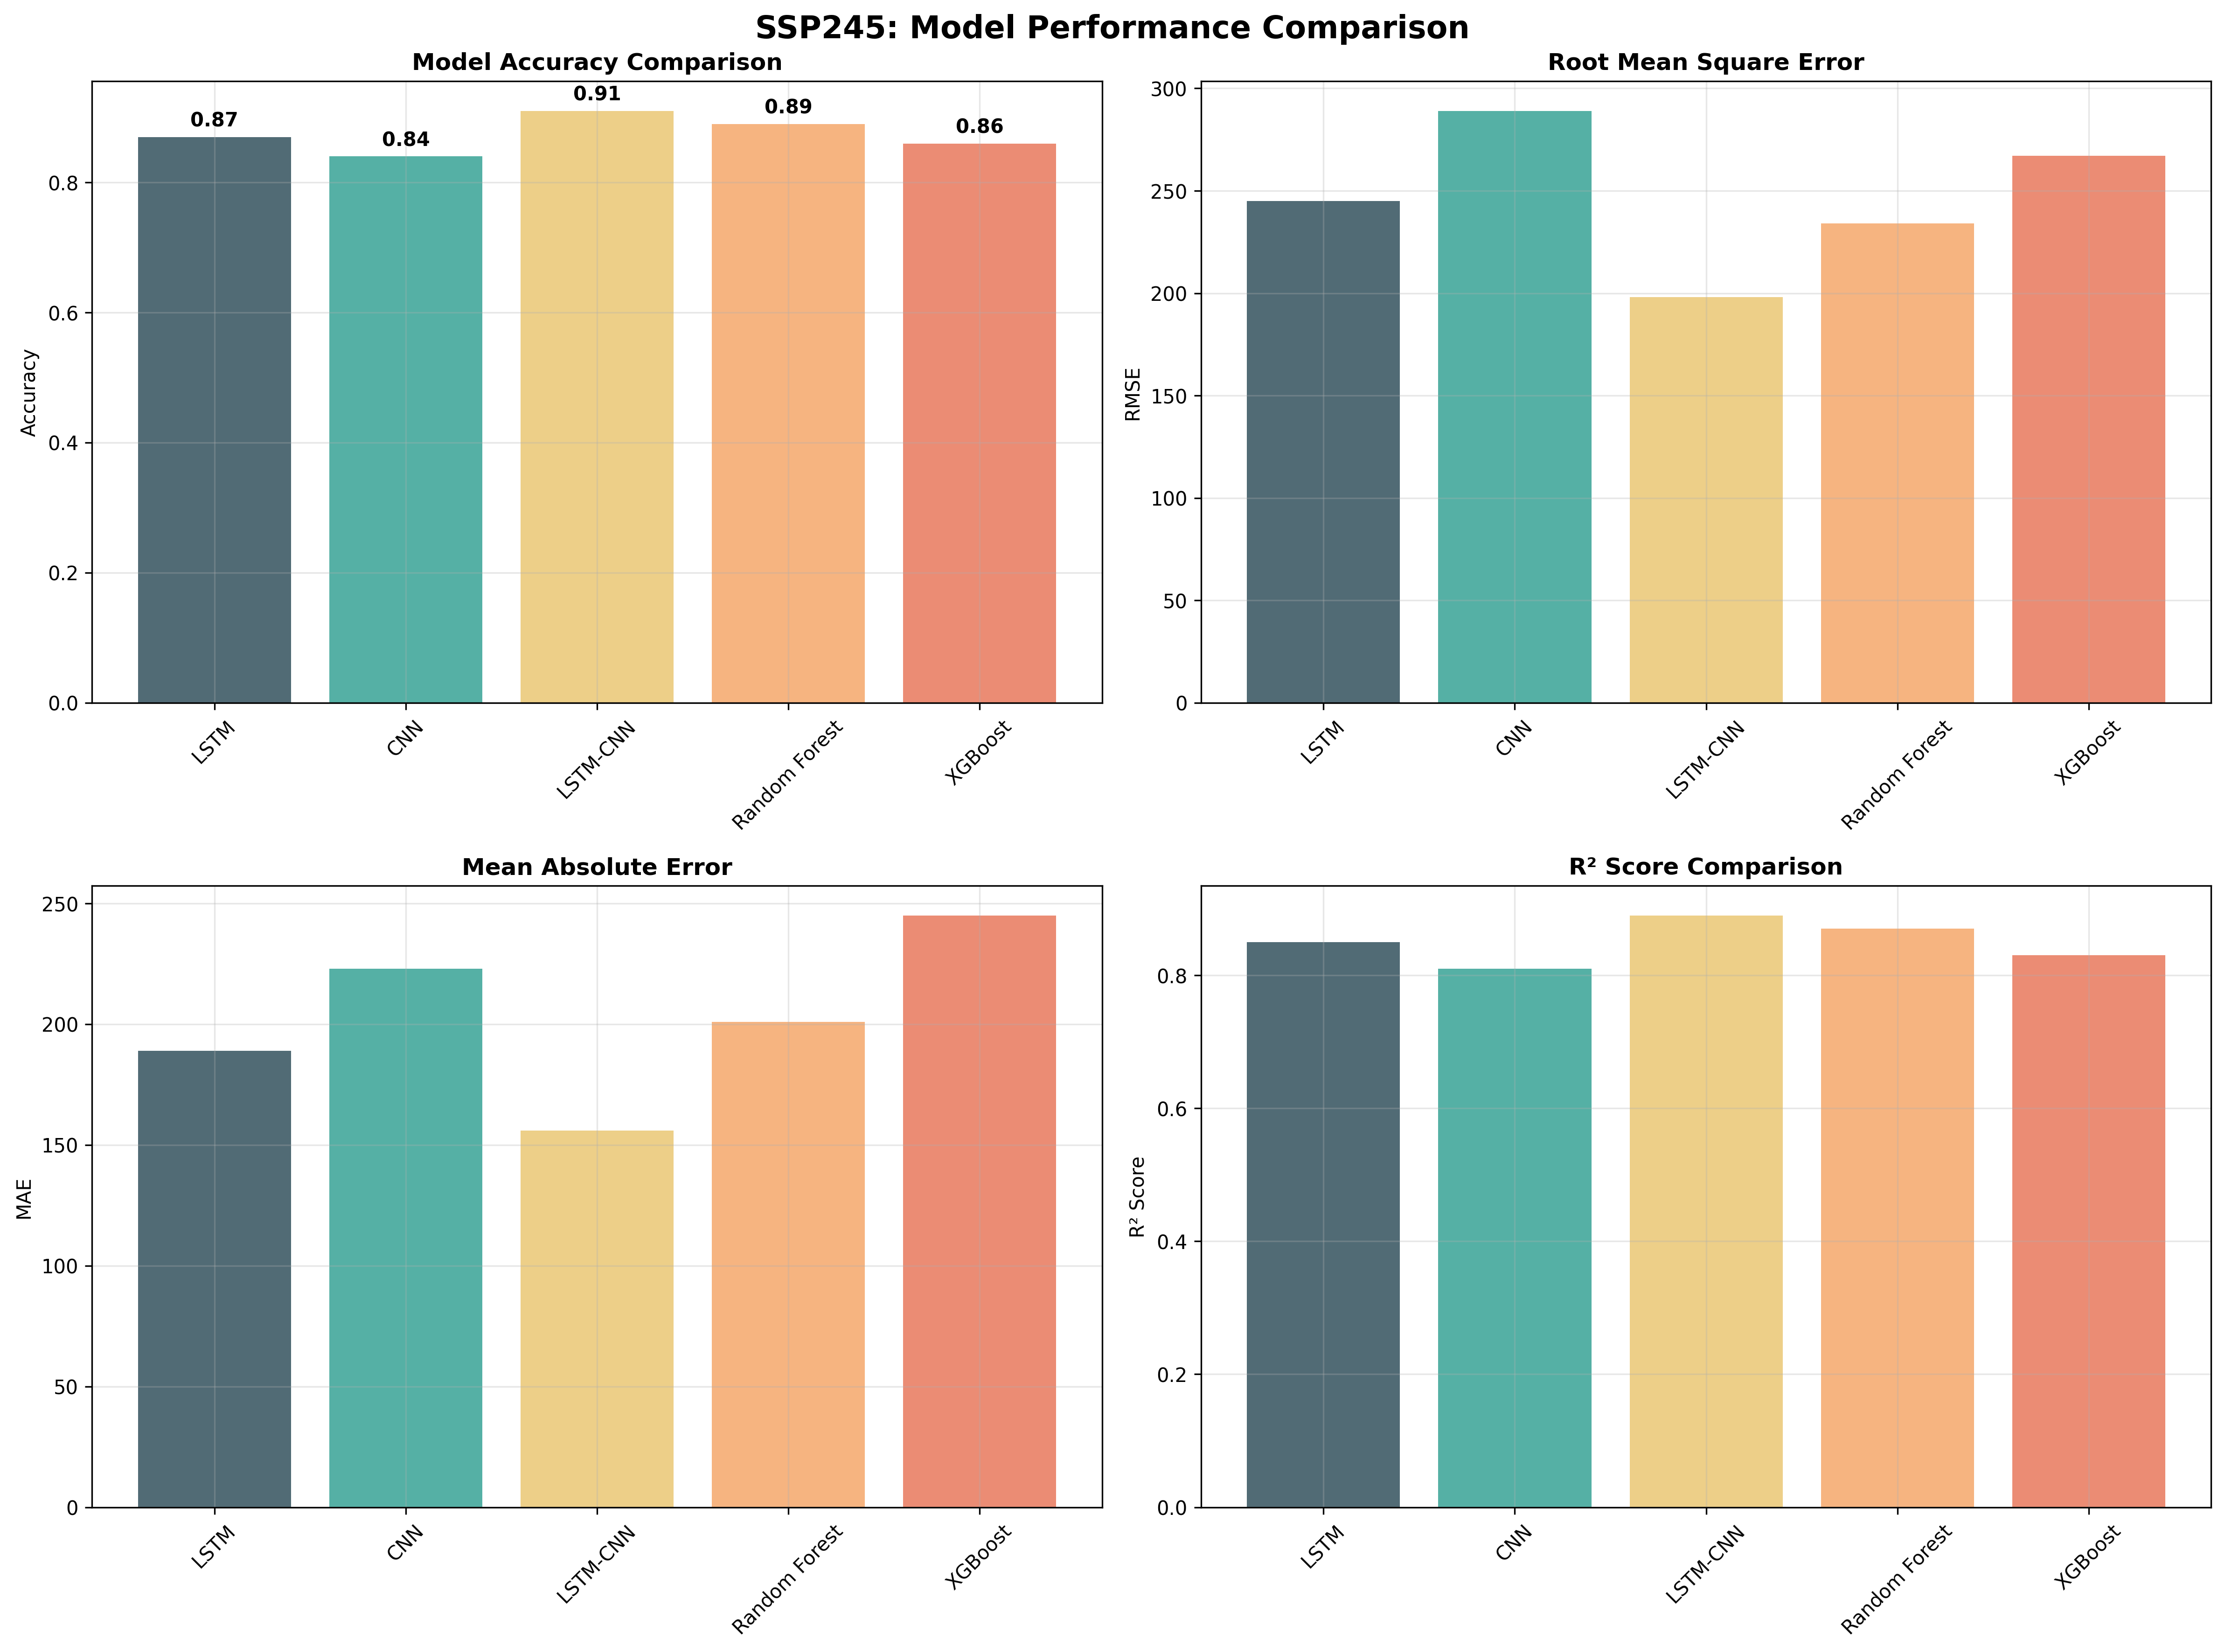 SSP245: Model Performance Comparison
Model Accuracy Comparison
0.87
0.84
0.91
0.89
0.86
Accuracy
0.8
0.6
0.4
0.2
0.0
LSTM
CNN
LSTM-CNN
Random Forest
XGBoost
Root Mean Square Error
RMSE
300
250
200
150
100
50
0
LSTM
CNN
LSTM-CNN
Random Forest
XGBoost
Mean Absolute Error
MAE
250
200
150
100
50
0
LSTM
CNN
LSTM-CNN
Random Forest
XGBoost
R² Score Comparison
R² Score
0.8
0.6
0.4
0.2
0.0
LSTM
CNN
LSTM-CNN
Random Forest
XGBoost